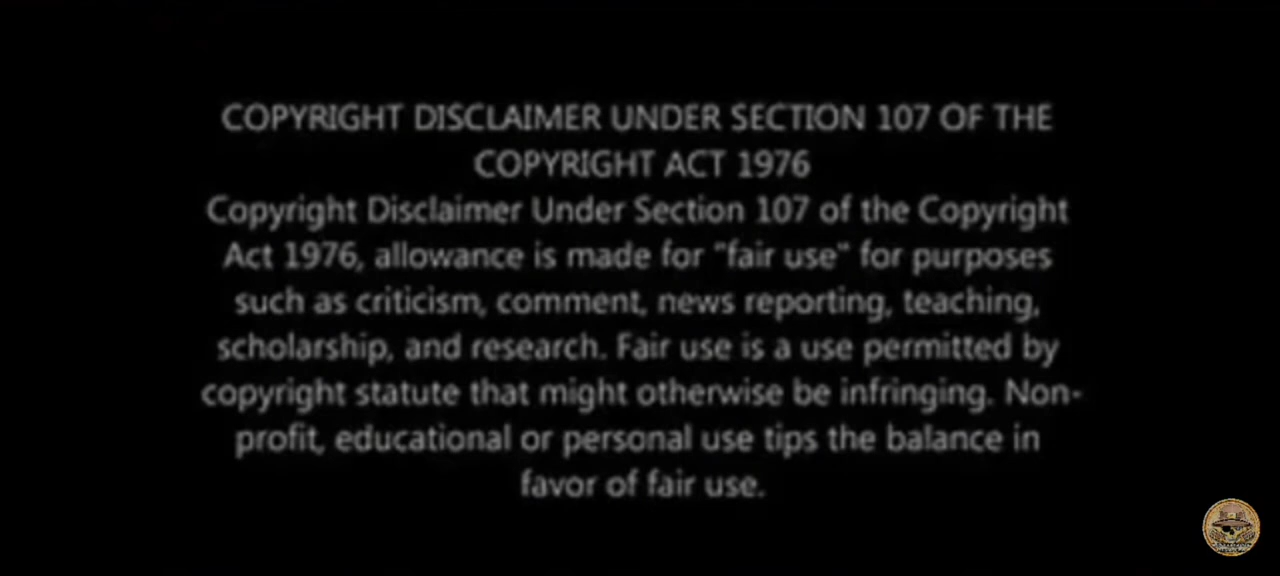 COPYRIGHT DISCLAIMER UNDER SECTION 107 OF THE
COPYRIGHT ACT 1976
Copyright Disclaimer Under Section 107 of the Copyright
Act 1976, allowance is made for "fair use" for purposes
such as criticism, comment, news reporting, teaching,
scholarship, and research. Fair use is a use permitted by
copyright statute that might otherwise be infringing. Non-
profit, educational or personal use tips the balance in
favor of fair use.